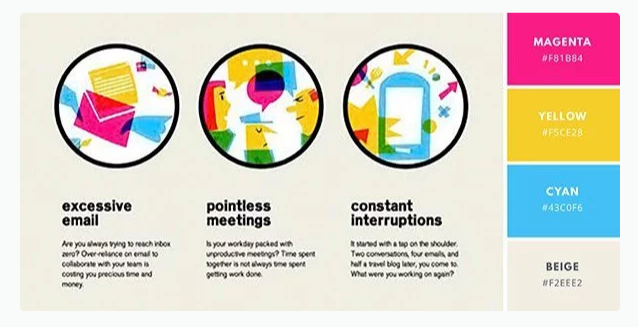 excessive
email
Are you always trying to reach inbox
zero? Over-reliance on email to
collaborate with your team is
costing you precious time and
money.
pointless
meetings
Is your workday packed with
unproductive meetings? Time spent
together is not always time spent
getting work done.
constant
interruptions
It started with a tap on the shoulder.
Two conversations, four emails, and
half a travel blog later, you come to.
What were you working on again?
MAGENTA
#F81B84
YELLOW
#F5CE28
CYAN
#43C0F6
BEIGE
#F2EEE2